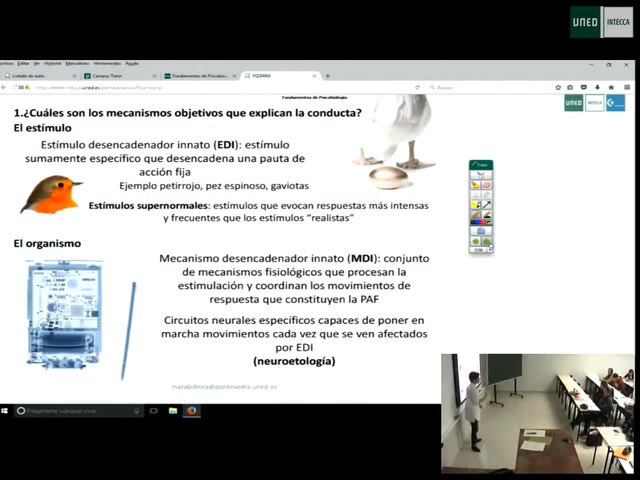 UNED INTECCA
Archivo Editar Ver Historial Marcadores Herramientas Ayuda
Listado de aulas
Campus Tutor
Fundamentos de Psicobiolo...
PIZARRA
Buscar
Fundamentos de Psicobiología
UNED INTECCA
1.¿Cuáles son los mecanismos objetivos que explican la conducta?
El estímulo
Estímulo desencadenador innato (EDI): estímulo
sumamente específico que desencadena una pauta de
acción fija
Ejemplo petirrojo, pez espinoso, gaviotas
Estímulos supernormales: estímulos que evocan respuestas más intensas
y frecuentes que los estímulos “realistas”
El organismo
Mecanismo desencadenador innato (MDI): conjunto
de mecanismos fisiológicos que procesan la
estimulación y coordinan los movimientos de
respuesta que constituyen la PAF
Circuitos neurales específicos capaces de poner en
marcha movimientos cada vez que se ven afectados
por EDI
(neuroetología)
Pregúntame cualquier cosa